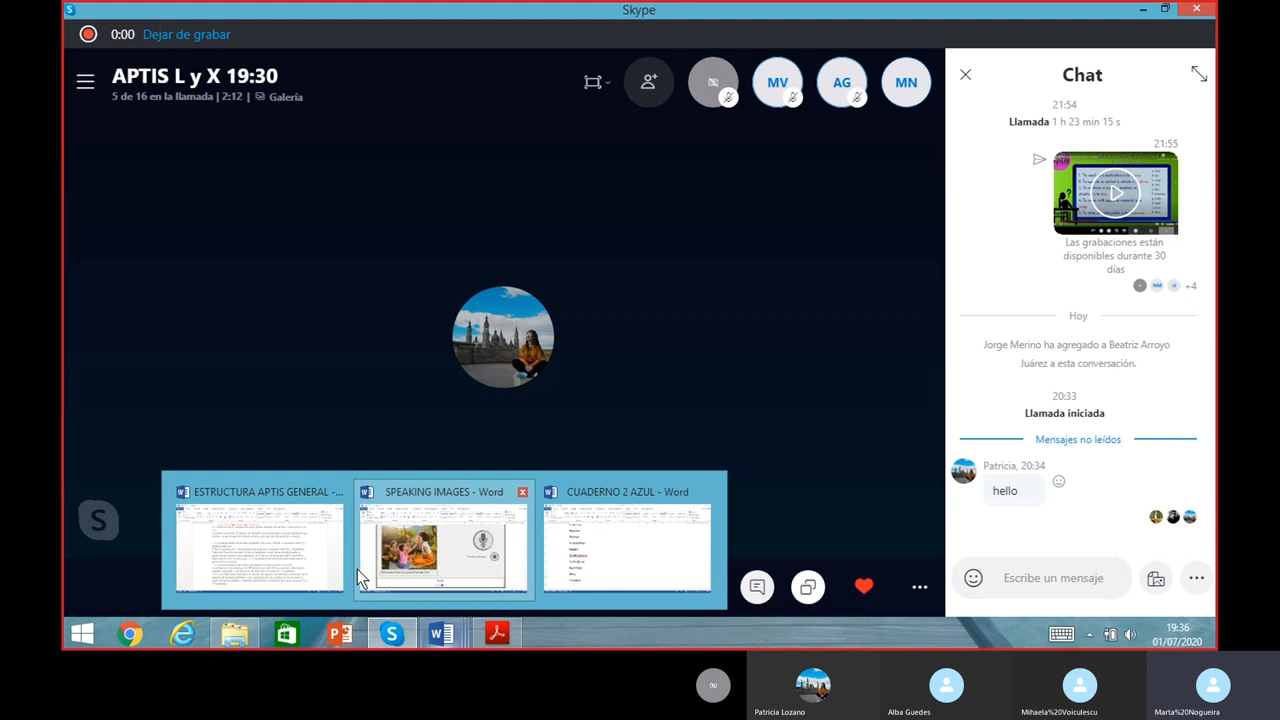 Skype
0:00 Dejar de grabar
APTIS L y X 19:30
5 de 16 en la llamada | 2:12 | Galería
MV
AG
MN
Chat
21:54
Llamada 1 h 23 min 15 s
21:55
Las grabaciones están
disponibles durante 30
días
NM
+4
Hoy
Jorge Merino ha agregado a Beatriz Arroyo
Juárez a esta conversación.
20:33
Llamada iniciada
Mensajes no leídos
Patricia, 20:34
hello
ESTRUCTURA APTIS GENERAL -...
SPEAKING IMAGES - Word
CUADERNO 2 AZUL - Word
Escribe un mensaje
19:36
01/07/2020
Patricia Lozano
Alba Guedes
Mihaela%20Voiculescu
Marta%20Nogueira